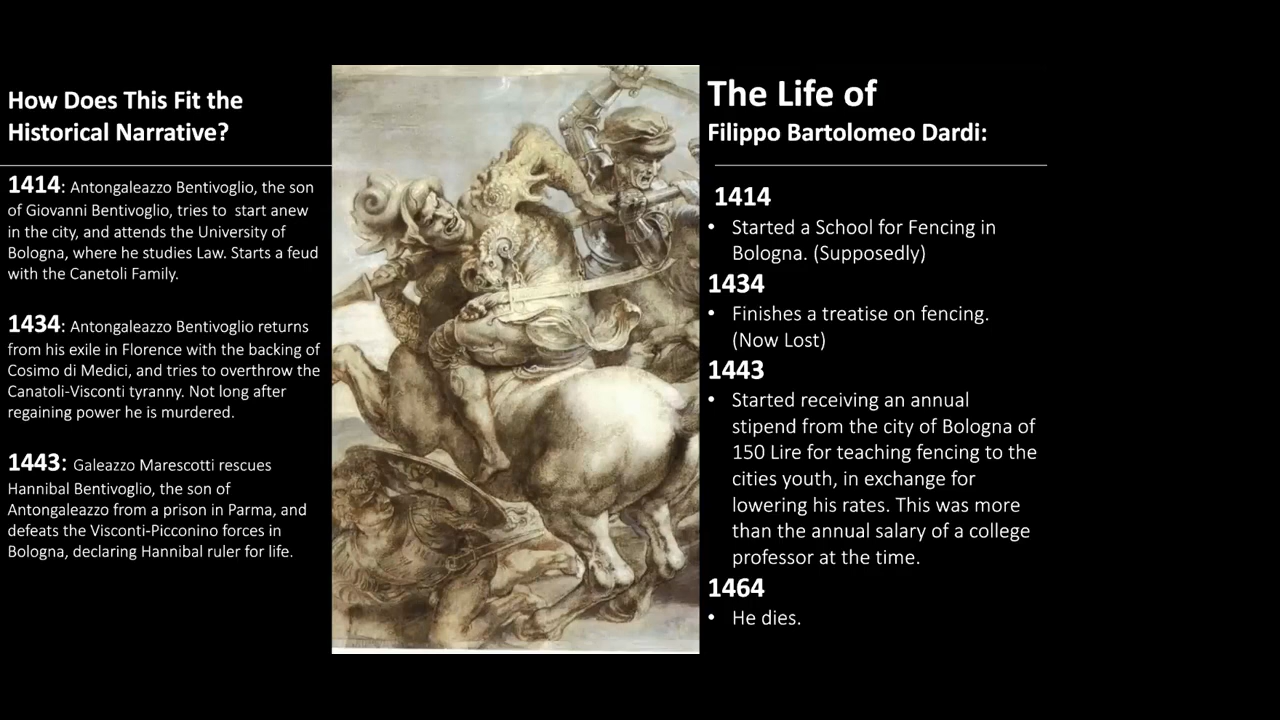 How Does This Fit the
Historical Narrative?
1414: Antongaleazzo Bentivoglio, the son
of Giovanni Bentivoglio, tries to start anew
in the city, and attends the University of
Bologna, where he studies Law. Starts a feud
with the Canetoli Family.
1434: Antongaleazzo Bentivoglio returns
from his exile in Florence with the backing of
Cosimo di Medici, and tries to overthrow the
Canatoli-Visconti tyranny. Not long after
regaining power he is murdered.
1443: Galeazzo Marescotti rescues
Hannibal Bentivoglio, the son of
Antongaleazzo from a prison in Parma, and
defeats the Visconti-Picconino forces in
Bologna, declaring Hannibal ruler for life.
The Life of
Filippo Bartolomeo Dardi:
1414
• Started a School for Fencing in
Bologna. (Supposedly)
1434
• Finishes a treatise on fencing.
(Now Lost)
1443
• Started receiving an annual
stipend from the city of Bologna of
150 Lire for teaching fencing to the
cities youth, in exchange for
lowering his rates. This was more
than the annual salary of a college
professor at the time.
1464
• He dies.